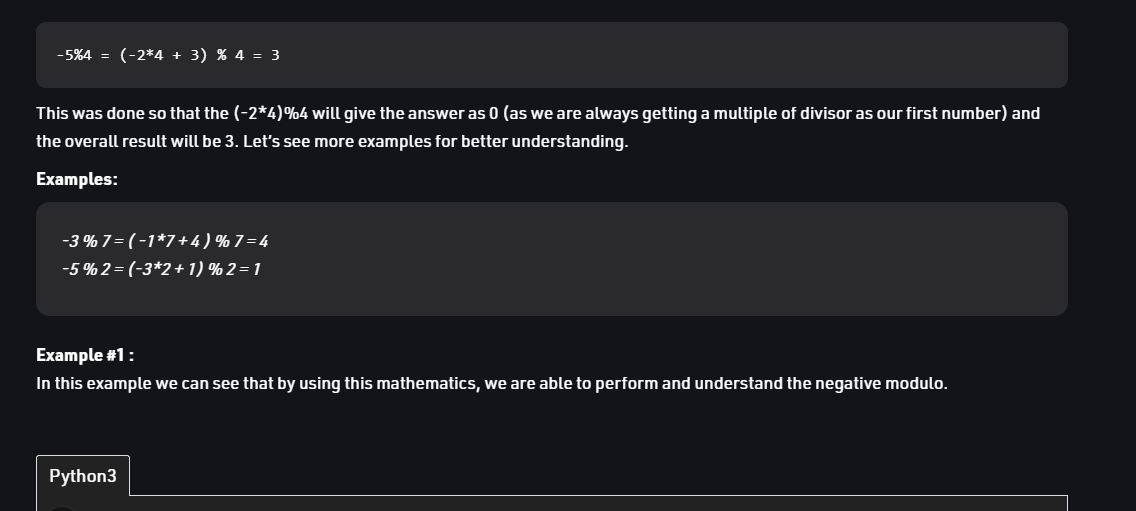 -5%4 = (-2*4 + 3) % 4 = 3
This was done so that the (-2*4)%4 will give the answer as 0 (as we are always getting a multiple of divisor as our first number) and
the overall result will be 3. Let's see more examples for better understanding.
Examples:
-3 % 7 = ( -1*7 + 4 ) % 7 = 4
-5 % 2 = (-3*2 + 1) % 2 = 1
Example #1 :
In this example we can see that by using this mathematics, we are able to perform and understand the negative modulo.
Python3